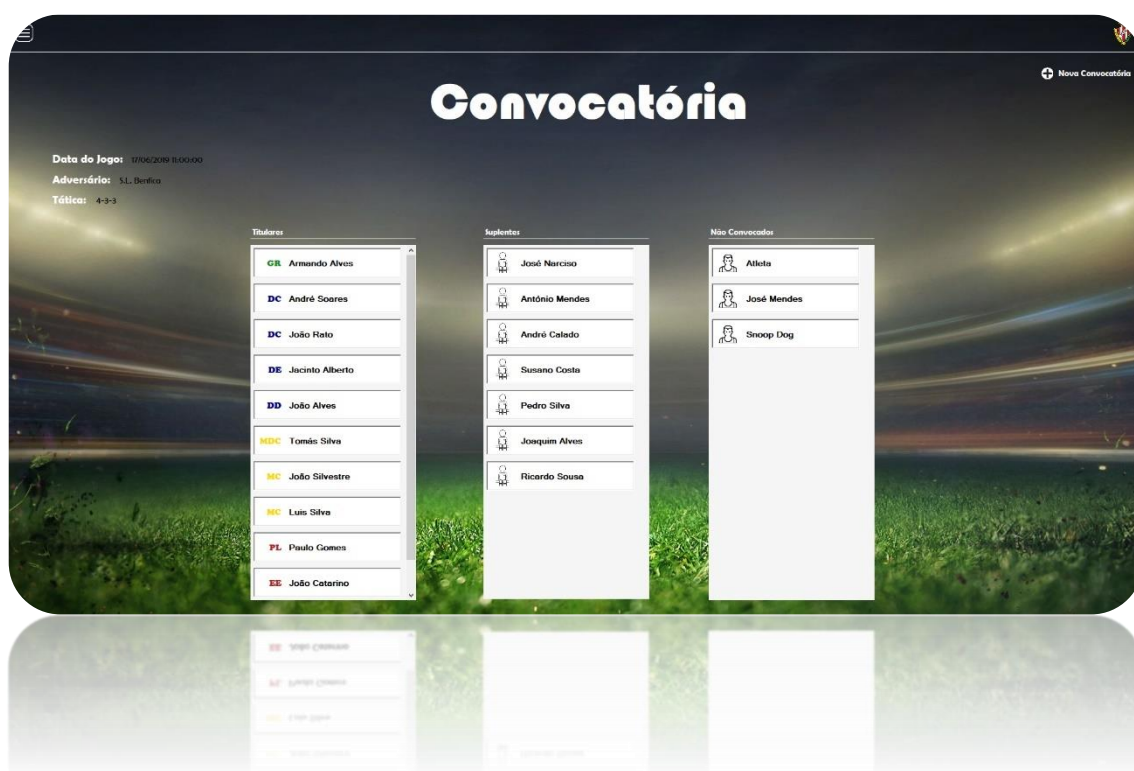 Nova Convocatória
Convocatória
Data do Jogo: 17/06/2019 11:00:00
Adversário: S.L. Benfica
Tática: 4-3-3
Titulares
GR Armando Alves
DC André Soares
DC João Rato
DE Jacinto Alberto
DD João Alves
MDC Tomás Silva
MC João Silvestre
MC Luis Silva
PL Paulo Gomes
EE João Catarino
Suplentes
José Narciso
António Mendes
André Calado
Susano Costa
Pedro Silva
Joaquim Alves
Ricardo Sousa
Não Convocados
Atleta
José Mendes
Snoop Dog